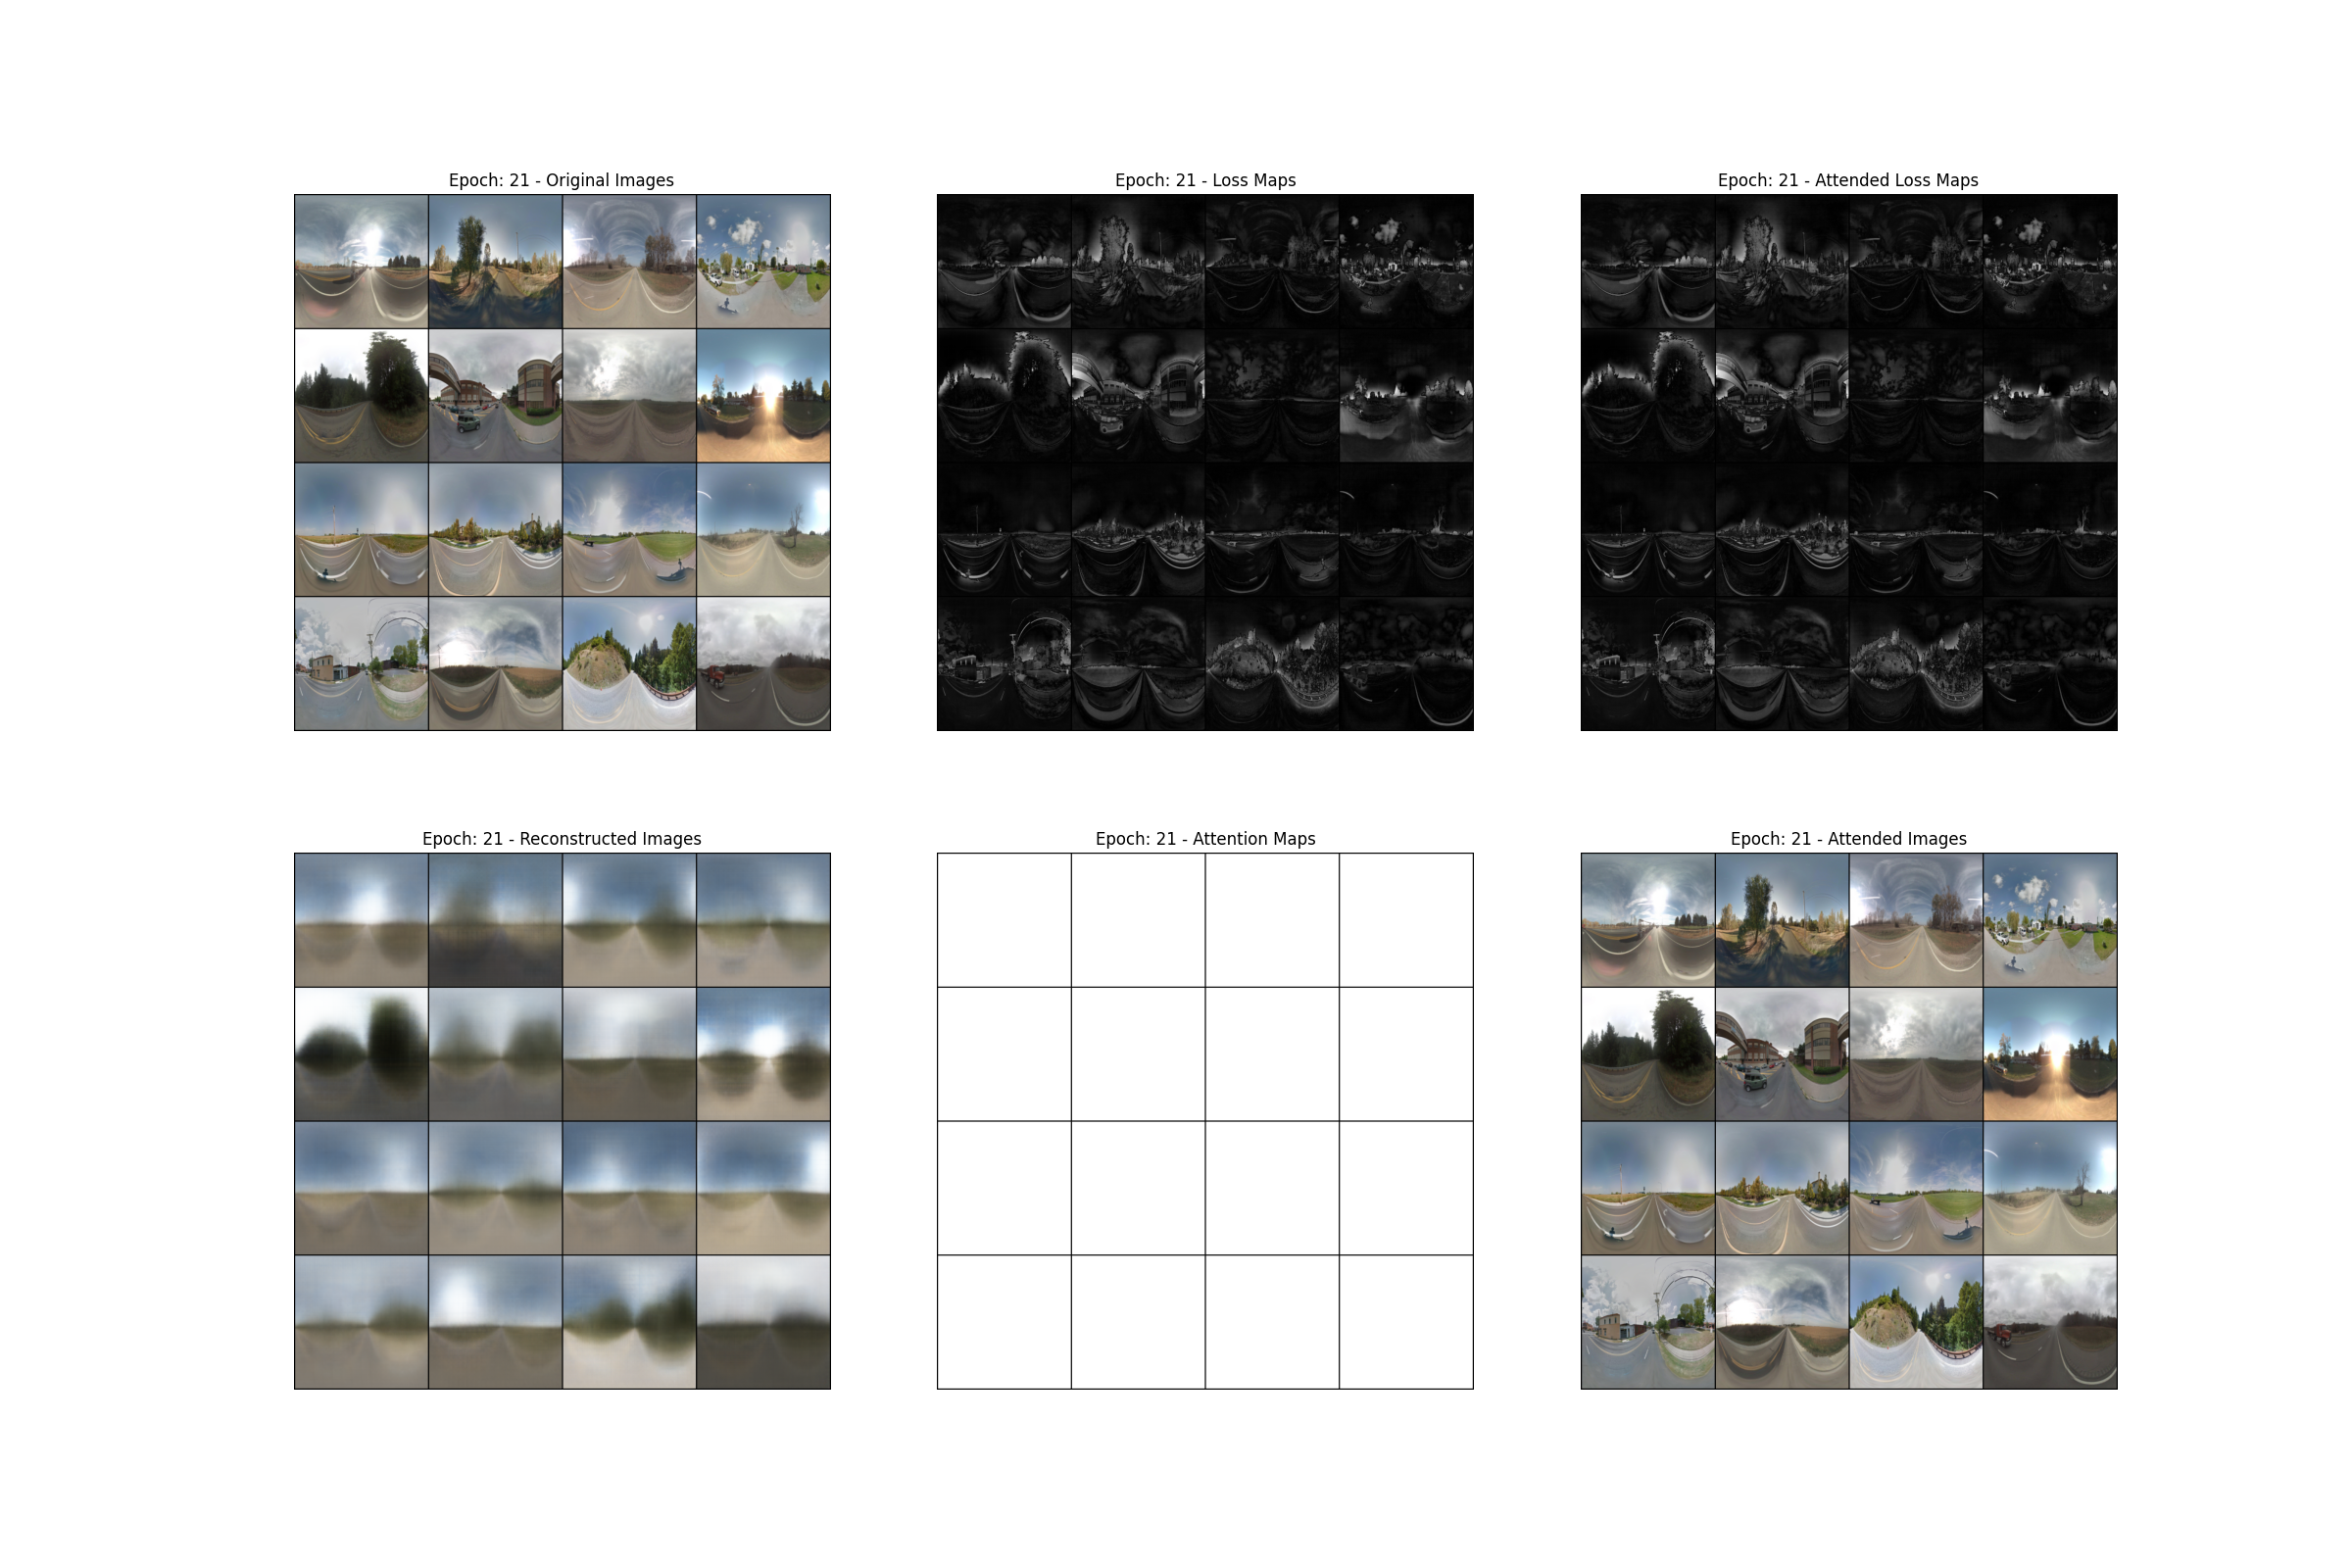 Epoch: 21 - Original Images
Epoch: 21 - Loss Maps
Epoch: 21 - Attended Loss Maps
Epoch: 21 - Reconstructed Images
Epoch: 21 - Attention Maps
Epoch: 21 - Attended Images